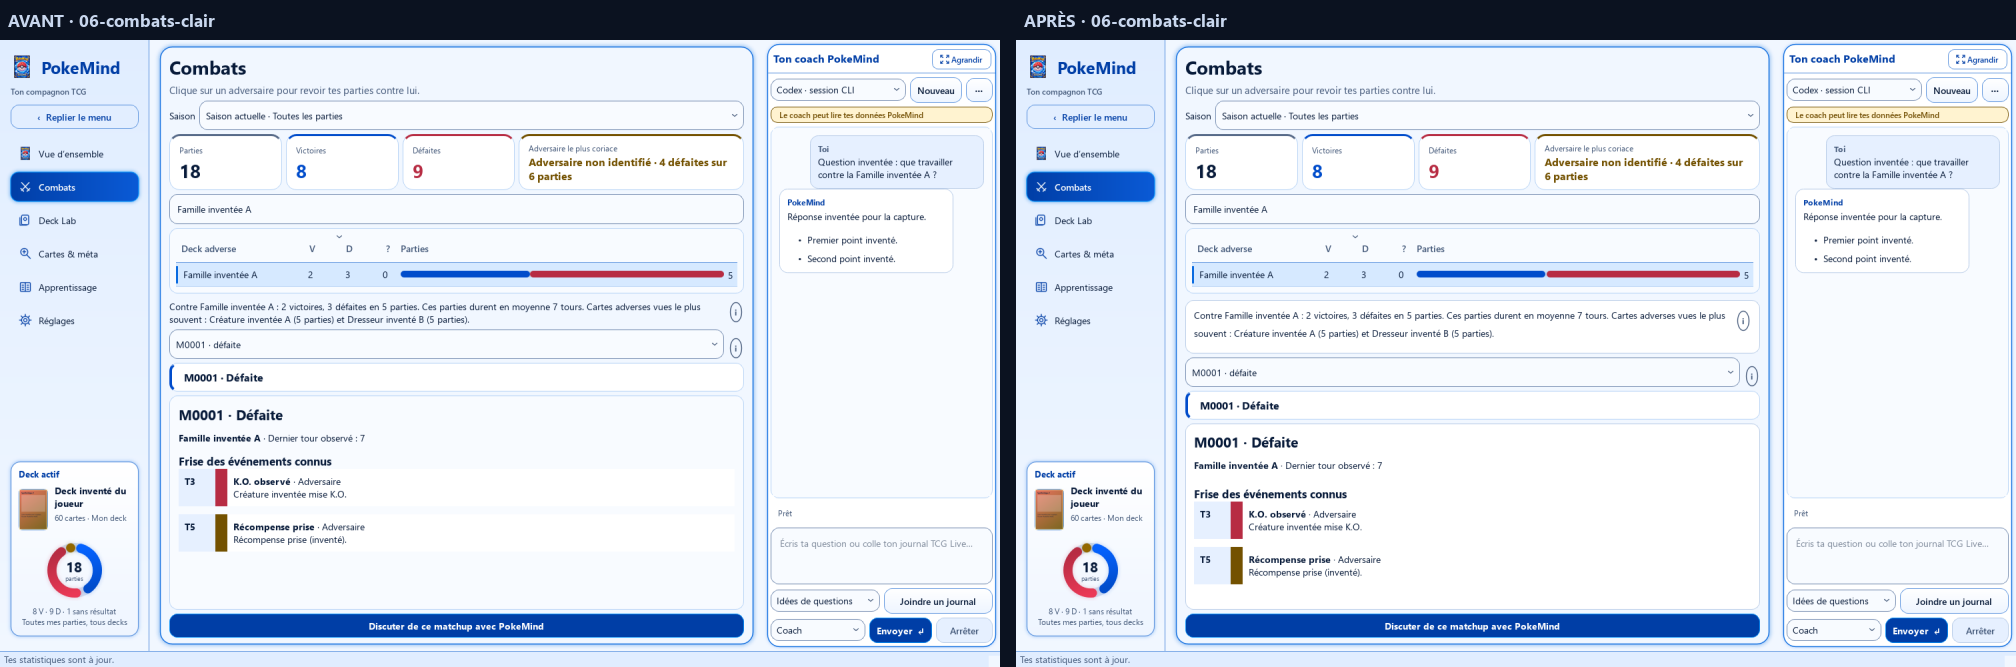 AVANT · 06-combats-clair
PokeMind
Ton compagnon TCG
‹ Replier le menu
Vue d'ensemble
Combats
Deck Lab
Cartes & méta
Apprentissage
Réglages
Deck actif
Deck inventé du
joueur
60 cartes · Mon deck
18
parties
8 V · 9 D · 1 sans résultat
Toutes mes parties, tous decks
Tes statistiques sont à jour.
Combats
Clique sur un adversaire pour revoir tes parties contre lui.
Saison
Saison actuelle · Toutes les parties
Parties
18
Victoires
8
Défaites
9
Adversaire le plus coriace
Adversaire non identifié · 4 défaites sur
6 parties
Famille inventée A
Deck adverse V D ? Parties
Famille inventée A 2 3 0 5
Contre Famille inventée A : 2 victoires, 3 défaites en 5 parties. Ces parties durent en moyenne 7 tours. Cartes adverses vues le plus
souvent : Créature inventée A (5 parties) et Dresseur inventé B (5 parties).
i
M0001 · défaite
i
M0001 · Défaite
M0001 · Défaite
Famille inventée A · Dernier tour observé : 7
Frise des événements connus
T3
K.O. observé · Adversaire
Créature inventée mise K.O.
T5
Récompense prise · Adversaire
Récompense prise (inventé).
Discuter de ce matchup avec PokeMind
Ton coach PokeMind
Agrandir
Codex · session CLI
Nouveau
...
Le coach peut lire tes données PokeMind
Toi
Question inventée : que travailler
contre la Famille inventée A ?
PokeMind
Réponse inventée pour la capture.
• Premier point inventé.
• Second point inventé.
Prêt
Écris ta question ou colle ton journal TCG Live...
Idées de questions
Joindre un journal
Coach
Envoyer ↲
Arrêter
APRÈS · 06-combats-clair
PokeMind
Ton compagnon TCG
‹ Replier le menu
Vue d'ensemble
Combats
Deck Lab
Cartes & méta
Apprentissage
Réglages
Deck actif
Deck inventé du
joueur
60 cartes · Mon deck
18
parties
8 V · 9 D · 1 sans résultat
Toutes mes parties, tous decks
Tes statistiques sont à jour.
Combats
Clique sur un adversaire pour revoir tes parties contre lui.
Saison
Saison actuelle · Toutes les parties
Parties
18
Victoires
8
Défaites
9
Adversaire le plus coriace
Adversaire non identifié · 4 défaites sur
6 parties
Famille inventée A
Deck adverse V D ? Parties
Famille inventée A 2 3 0 5
Contre Famille inventée A : 2 victoires, 3 défaites en 5 parties. Ces parties durent en moyenne 7 tours. Cartes adverses vues le plus
souvent : Créature inventée A (5 parties) et Dresseur inventé B (5 parties).
i
M0001 · défaite
i
M0001 · Défaite
M0001 · Défaite
Famille inventée A · Dernier tour observé : 7
Frise des événements connus
T3
K.O. observé · Adversaire
Créature inventée mise K.O.
T5
Récompense prise · Adversaire
Récompense prise (inventé).
Discuter de ce matchup avec PokeMind
Ton coach PokeMind
Agrandir
Codex · session CLI
Nouveau
...
Le coach peut lire tes données PokeMind
Toi
Question inventée : que travailler
contre la Famille inventée A ?
PokeMind
Réponse inventée pour la capture.
• Premier point inventé.
• Second point inventé.
Prêt
Écris ta question ou colle ton journal TCG Live...
Idées de questions
Joindre un journal
Coach
Envoyer ↲
Arrêter